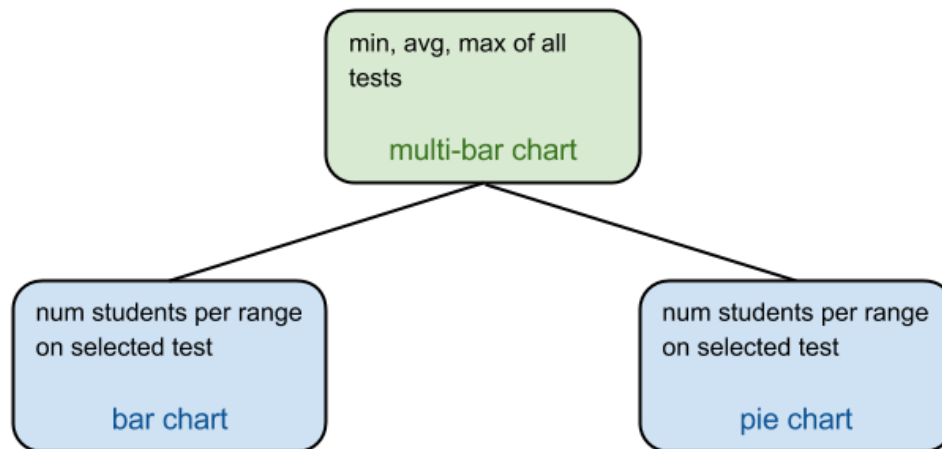 min, avg, max of all
tests
multi-bar chart
num students per range
on selected test
bar chart
num students per range
on selected test
pie chart